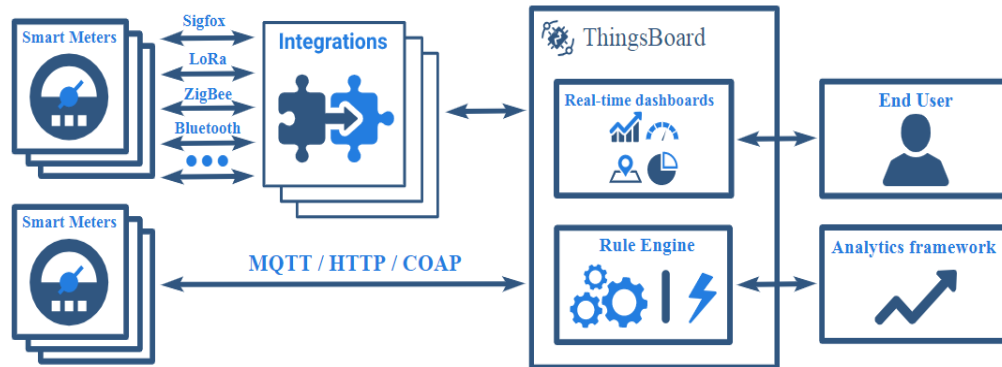 Smart Meters
Sigfox
LoRa
ZigBee
Bluetooth
Integrations
ThingsBoard
Real-time dashboards
End User
Smart Meters
MQTT / HTTP / COAP
Rule Engine
Analytics framework